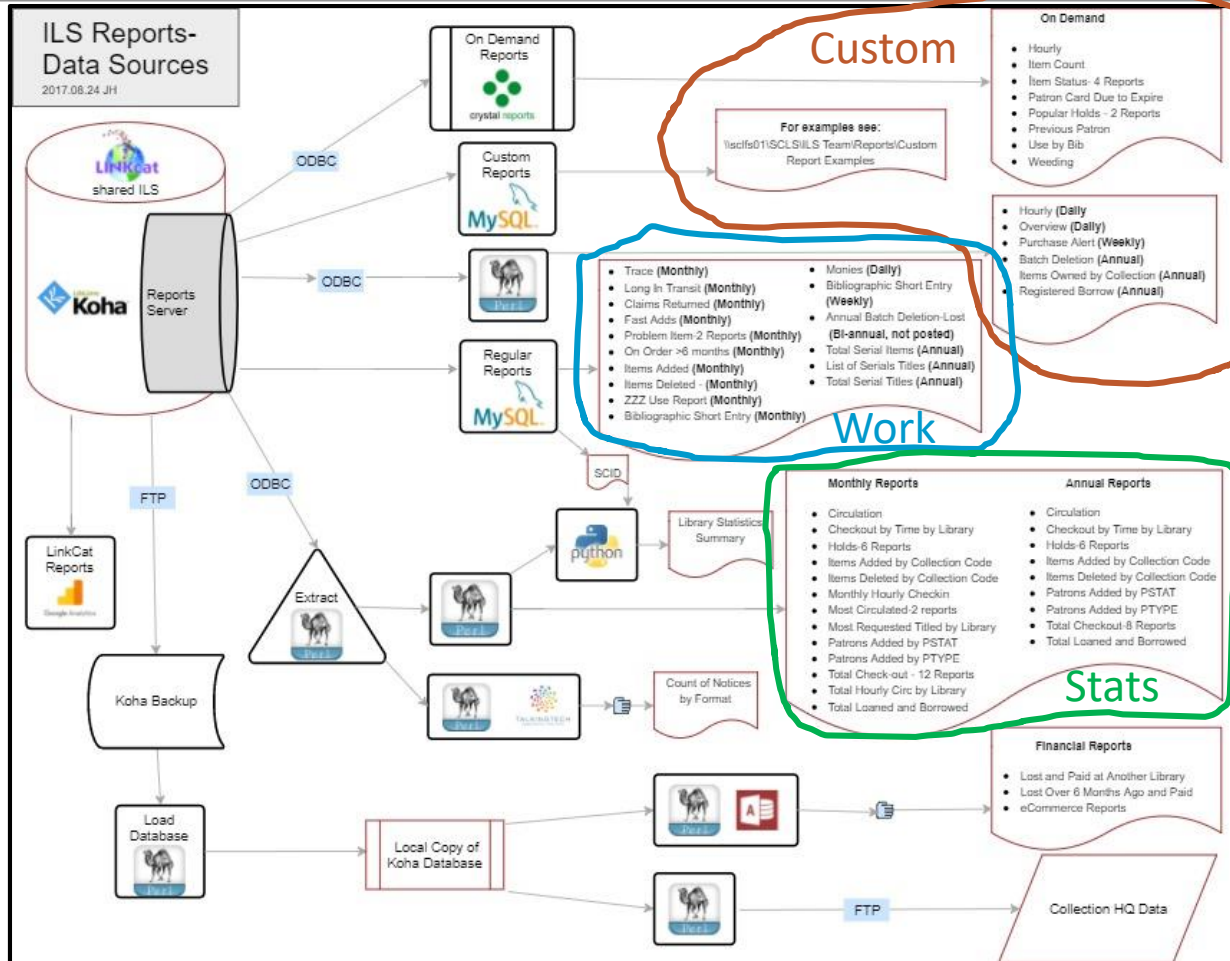 ILS Reports-
Data Sources
2017.08.24 JH
LINKcat
shared ILS
Koha
Reports
Server
ODBC
On Demand
Reports
crystal reports
Custom
Reports
MySQL
ODBC
Perl
Regular
Reports
MySQL
Custom
On Demand
• Hourly
• Item Count
• Item Status- 4 Reports
• Patron Card Due to Expire
• Popular Holds - 2 Reports
• Previous Patron
• Use by Bib
• Weeding
For examples see:
\\sclfs01\SCLS\ILS Team\Reports\Custom
Report Examples
• Hourly (Daily
• Overview (Daily)
• Purchase Alert (Weekly)
• Batch Deletion (Annual)
Items Owned by Collection (Annual)
• Registered Borrow (Annual)
• Trace (Monthly)
• Long In Transit (Monthly)
• Claims Returned (Monthly)
• Fast Adds (Monthly)
• Problem Item-2 Reports (Monthly)
• On Order >6 months (Monthly)
• Items Added (Monthly)
• Items Deleted - (Monthly)
• ZZZ Use Report (Monthly)
• Bibliographic Short Entry (Monthly)
• Monies (Daily)
• Bibliographic Short Entry
(Weekly)
• Annual Batch Deletion-Lost
(Bi-annual, not posted)
• Total Serial Items (Annual)
• List of Serials Titles (Annual)
• Total Serial Titles (Annual)
Work
SCID
FTP
ODBC
LinkCat
Reports
Google Analytics
Extract
Perl
Perl
python
Library Statistics
Summary
Monthly Reports
• Circulation
• Checkout by Time by Library
• Holds-6 Reports
• Items Added by Collection Code
• Items Deleted by Collection Code
• Monthly Hourly Checkin
• Most Circulated-2 reports
• Most Requested Titled by Library
• Patrons Added by PSTAT
• Patrons Added by PTYPE
• Total Check-out - 12 Reports
• Total Hourly Circ by Library
• Total Loaned and Borrowed
Annual Reports
• Circulation
• Checkout by Time by Library
• Holds-6 Reports
• Items Added by Collection Code
• Items Deleted by Collection Code
• Patrons Added by PSTAT
• Patrons Added by PTYPE
• Total Checkout-8 Reports
• Total Loaned and Borrowed
Stats
Koha Backup
Perl
TALKINGTECH
Count of Notices
by Format
Load
Database
Perl
Local Copy of
Koha Database
Perl
A
Financial Reports
• Lost and Paid at Another Library
• Lost Over 6 Months Ago and Paid
• eCommerce Reports
Perl
FTP
Collection HQ Data